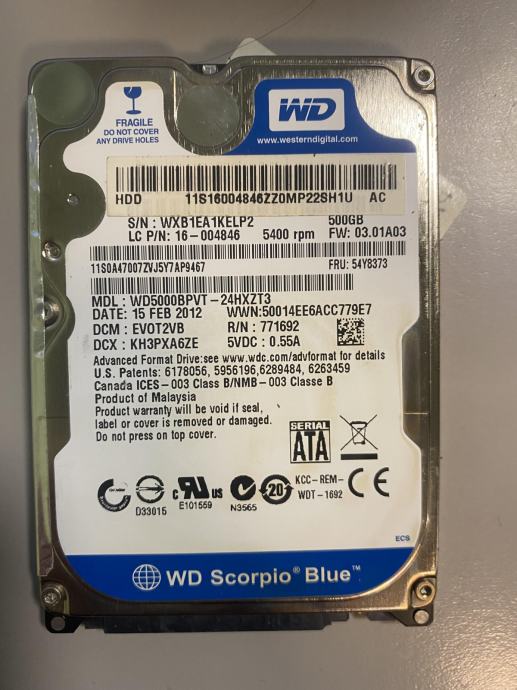 FRAGILE
DO NOT COVER
ANY DRIVE HOLES
WD
www.westerndigital.com
HDD 11S16004846ZZ0MP22SH1U AC
S/N : WXB1EA1KELP2 500GB
LC P/N: 16-004846 5400 rpm FW: 03.01A03
11S0A47007ZVJ5Y7AP9467 FRU: 54Y8373
MDL : WD5000BPVT-24HXZT3
DATE: 15 FEB 2012 WWN:50014EE6ACC779E7
DCM : EVOT2VB R/N : 771692
DCX : KH3PXA6ZE 5VDC : 0.55A
Advanced Format Drive:see www.wdc.com/advformat for details
U.S. Patents: 6178056, 5956196,6289484, 6263459
Canada ICES -003 Class B/NMB -003 Classe B
Product of Malaysia
Product warranty will be void if seal,
label or cover is removed or damaged.
Do not press on top cover.
SERIAL
ATA
D33015
c RU us
E101559
N3565
20
KCC-REM-
WDT-1692
CE
ECS
WD Scorpio® Blue™